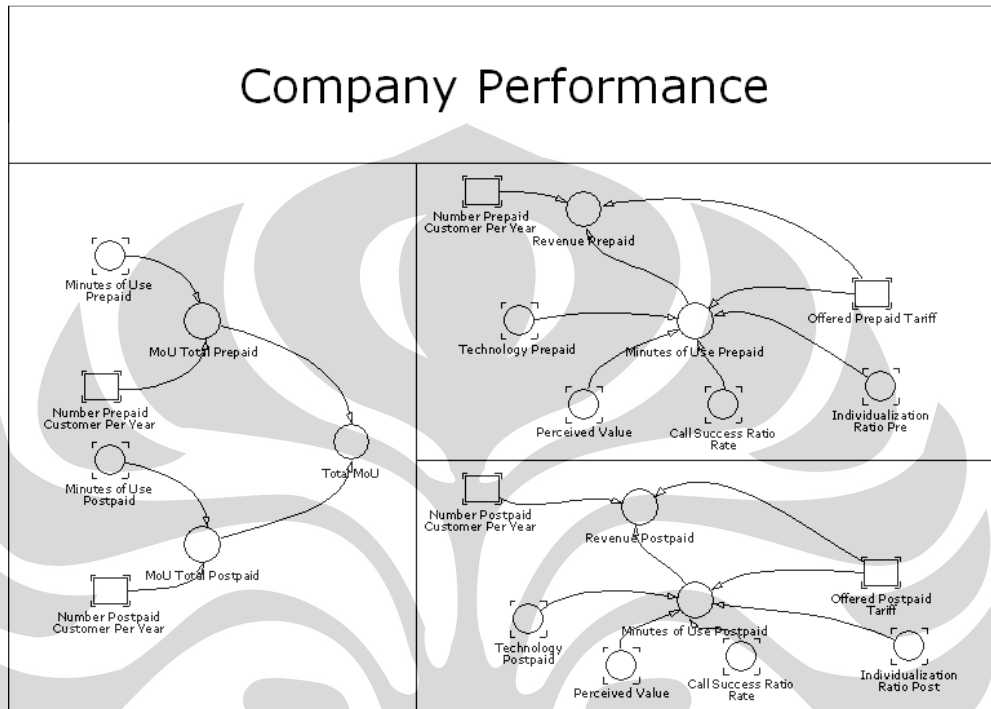 Company Performance
Minutes of Use
Prepaid
MoU Total Prepaid
Number Prepaid
Customer Per Year
Minutes of Use
Postpaid
Total MoU
MoU Total Postpaid
Number Postpaid
Customer Per Year
Number Prepaid
Customer Per Year
Revenue Prepaid
Offered Prepaid Tariff
Technology Prepaid
Minutes of Use Prepaid
Perceived Value
Call Success Ratio
Rate
Individualization
Ratio Pre
Number Postpaid
Customer Per Year
Revenue Postpaid
Offered Postpaid
Tariff
Technology
Postpaid
Minutes of Use Postpaid
Perceived Value
Call Success Ratio
Rate
Individualization
Ratio Post